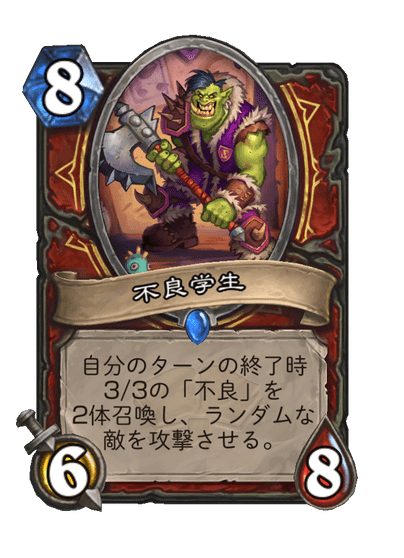 8
不良学生
自分のターンの終了時
3/3の「不良」を
2体召喚し、ランダムな
敵を攻撃させる。
6
8